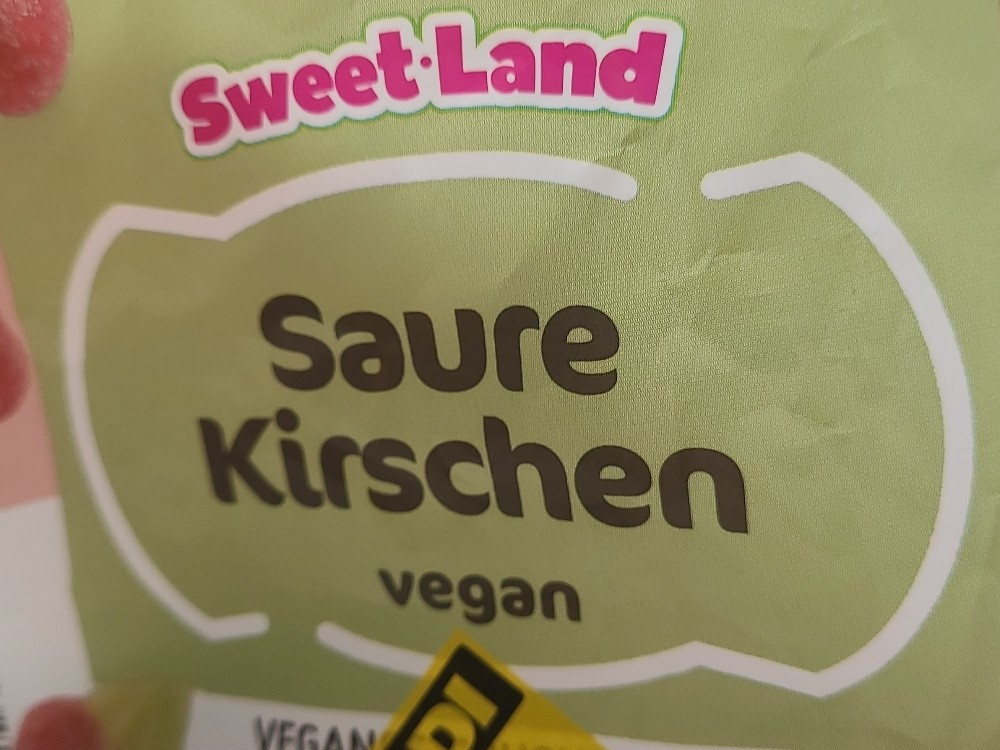 Sweet·Land
Saure
Kirschen
vegan
VEGAN